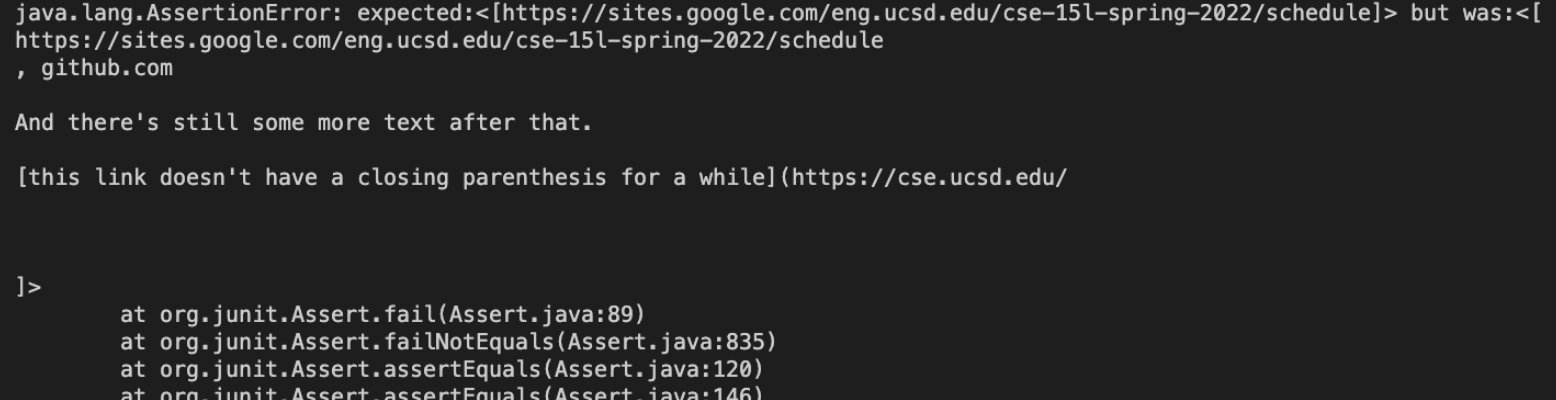 java.lang.AssertionError: expected:<[https://sites.google.com/eng.ucsd.edu/cse-15l-spring-2022/schedule]> but was:<[
https://sites.google.com/eng.ucsd.edu/cse-15l-spring-2022/schedule
, github.com
And there's still some more text after that.
[this link doesn't have a closing parenthesis for a while](https://cse.ucsd.edu/
]>
at org.junit.Assert.fail(Assert.java:89)
at org.junit.Assert.failNotEquals(Assert.java:835)
at org.junit.Assert.assertEquals(Assert.java:120)
at org.junit.Assert.assertEquals(Assert.java:146)